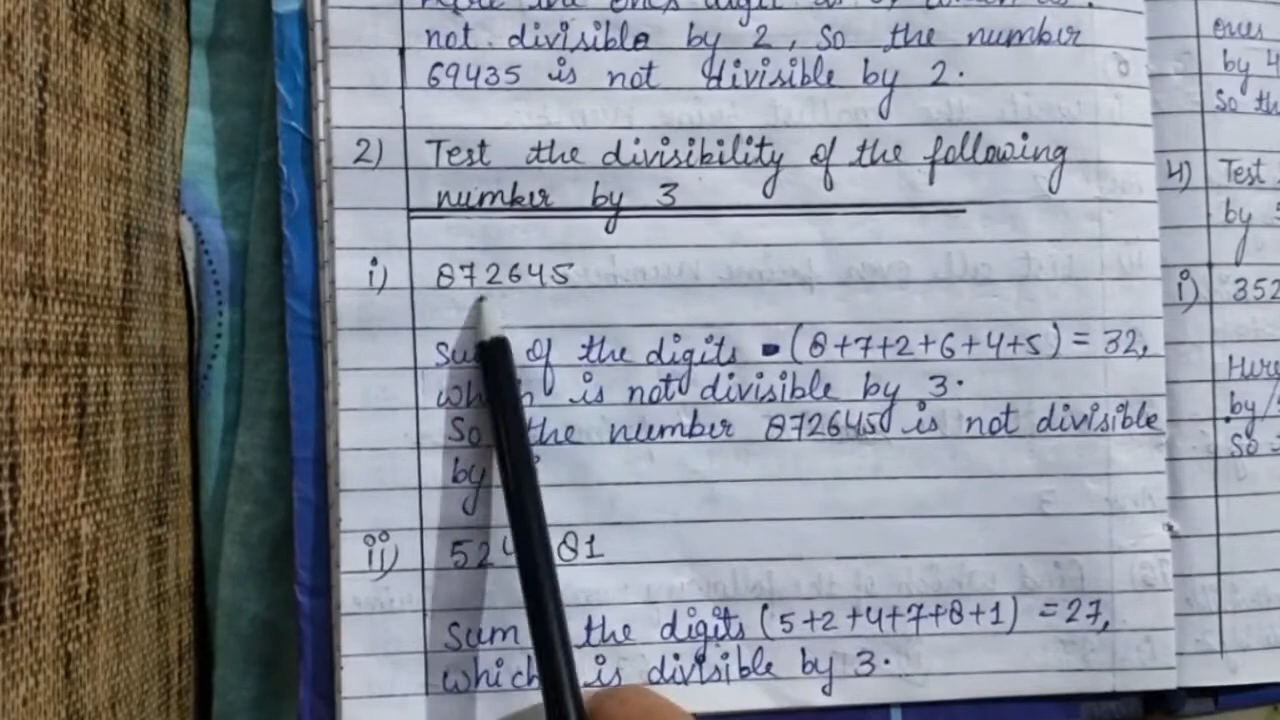 not divisible by 2, so the number
69435 is not divisible by 2.
2) Test the divisibility of the following
number by 3
i) 872645
of the digits (8+7+2+6+4+5) = 32,
is not divisible by 3.
So the number 872645 is not divisible
by
ii) 524 81
Sum the digits (5+2+4+7+8+1) = 27,
which is divisible by 3.
ones
by 4
So th
4) Test
by
i) 352
Here
by
So